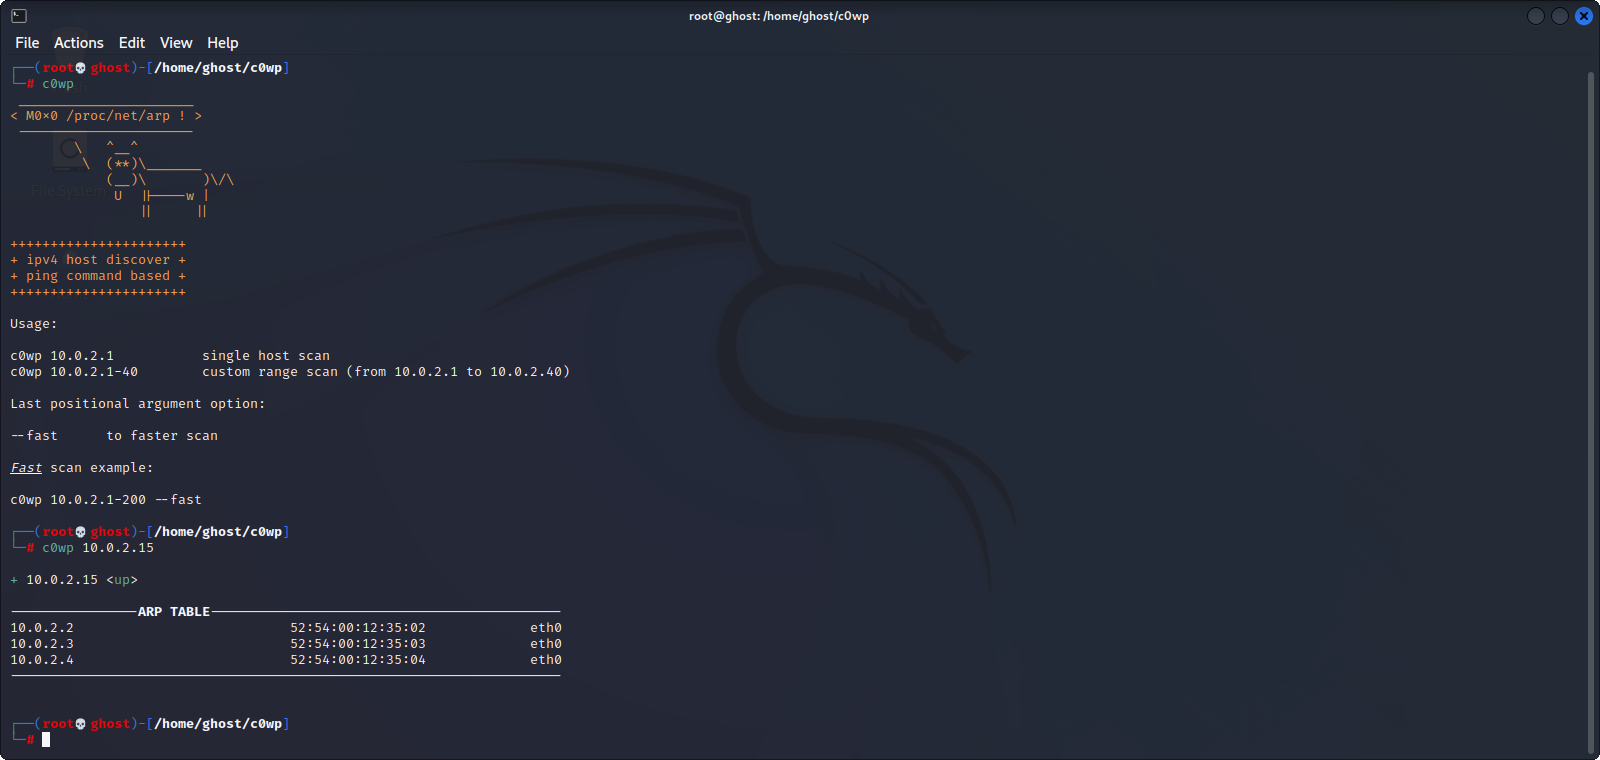 root@ghost: /home/ghost/c0wp
File Actions Edit View Help
┌──(root💀ghost)-[/home/ghost/c0wp]
└─# c0wp
 ______________________
< M0×0 /proc/net/arp ! >
 ----------------------
        \   ^__^
         \  (**)\_______
            (__)\       )\/\
File System
             U  ||-----w |
                ||      ||
++++++++++++++++++++++
+ ipv4 host discover +
+ ping command based +
++++++++++++++++++++++
Usage:
c0wp 10.0.2.1 single host scan
c0wp 10.0.2.1-40 custom range scan (from 10.0.2.1 to 10.0.2.40)
Last positional argument option:
--fast to faster scan
Fast scan example:
c0wp 10.0.2.1-200 --fast
┌──(root💀ghost)-[/home/ghost/c0wp]
└─# c0wp 10.0.2.15
+ 10.0.2.15 <up>
----------------ARP TABLE--------------------------------------------
10.0.2.2 52:54:00:12:35:02 eth0
10.0.2.3 52:54:00:12:35:03 eth0
10.0.2.4 52:54:00:12:35:04 eth0
---------------------------------------------------------------------
┌──(root💀ghost)-[/home/ghost/c0wp]
└─#